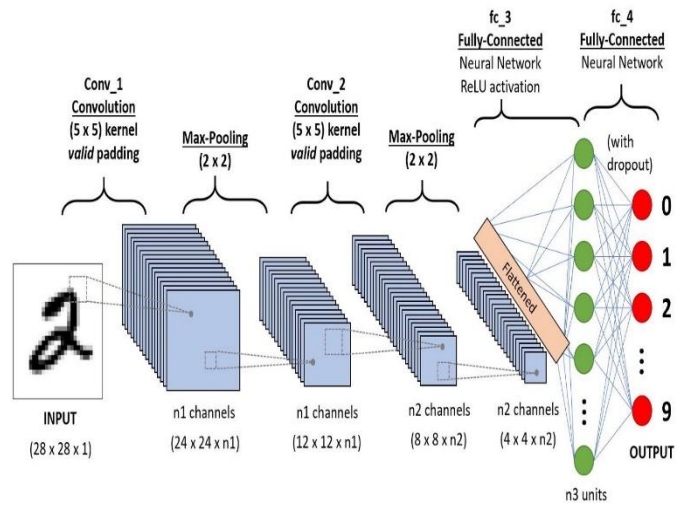 fc_3
Fully-Connected
Neural Network
ReLU activation
fc_4
Fully-Connected
Neural Network
Conv_1
Convolution
(5 x 5) kernel
valid padding
Max-Pooling
(2 x 2)
Conv_2
Convolution
(5 x 5) kernel
valid padding
Max-Pooling
(2 x 2)
(with
dropout)
Flattened
2
0
1
2
9
INPUT
(28 x 28 x 1)
n1 channels
(24 x 24 x n1)
n1 channels
(12 x 12 x n1)
n2 channels
(8 x 8 x n2)
n2 channels
(4 x 4 x n2)
OUTPUT
n3 units